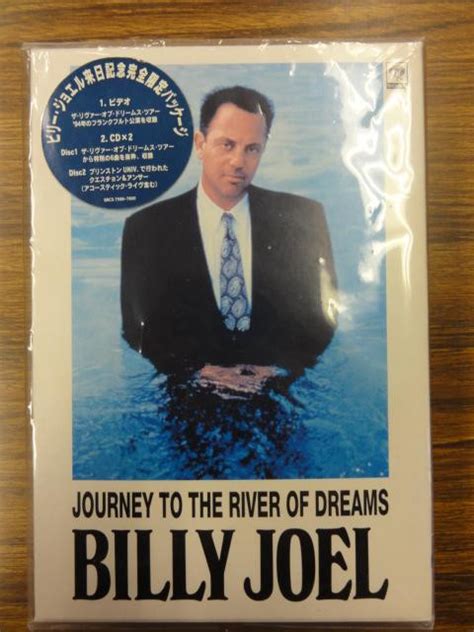 ビリー・ジョエル来日記念完全限定パッケージ
1. ビデオ
ザ・リヴァー・オブ・ドリームス・ツアー
'94年のフランクフルト公演を収録
2. CD×2
Disc1 ザ・リヴァー・オブ・ドリームス・ツアー
から特別の6曲を抜粋、収録
Disc2 プリンストン UNIV. で行われた
クエスチョン&アンサー
(アコースティック・ライヴ含む)
JOURNEY TO THE RIVER OF DREAMS
BILLY JOEL